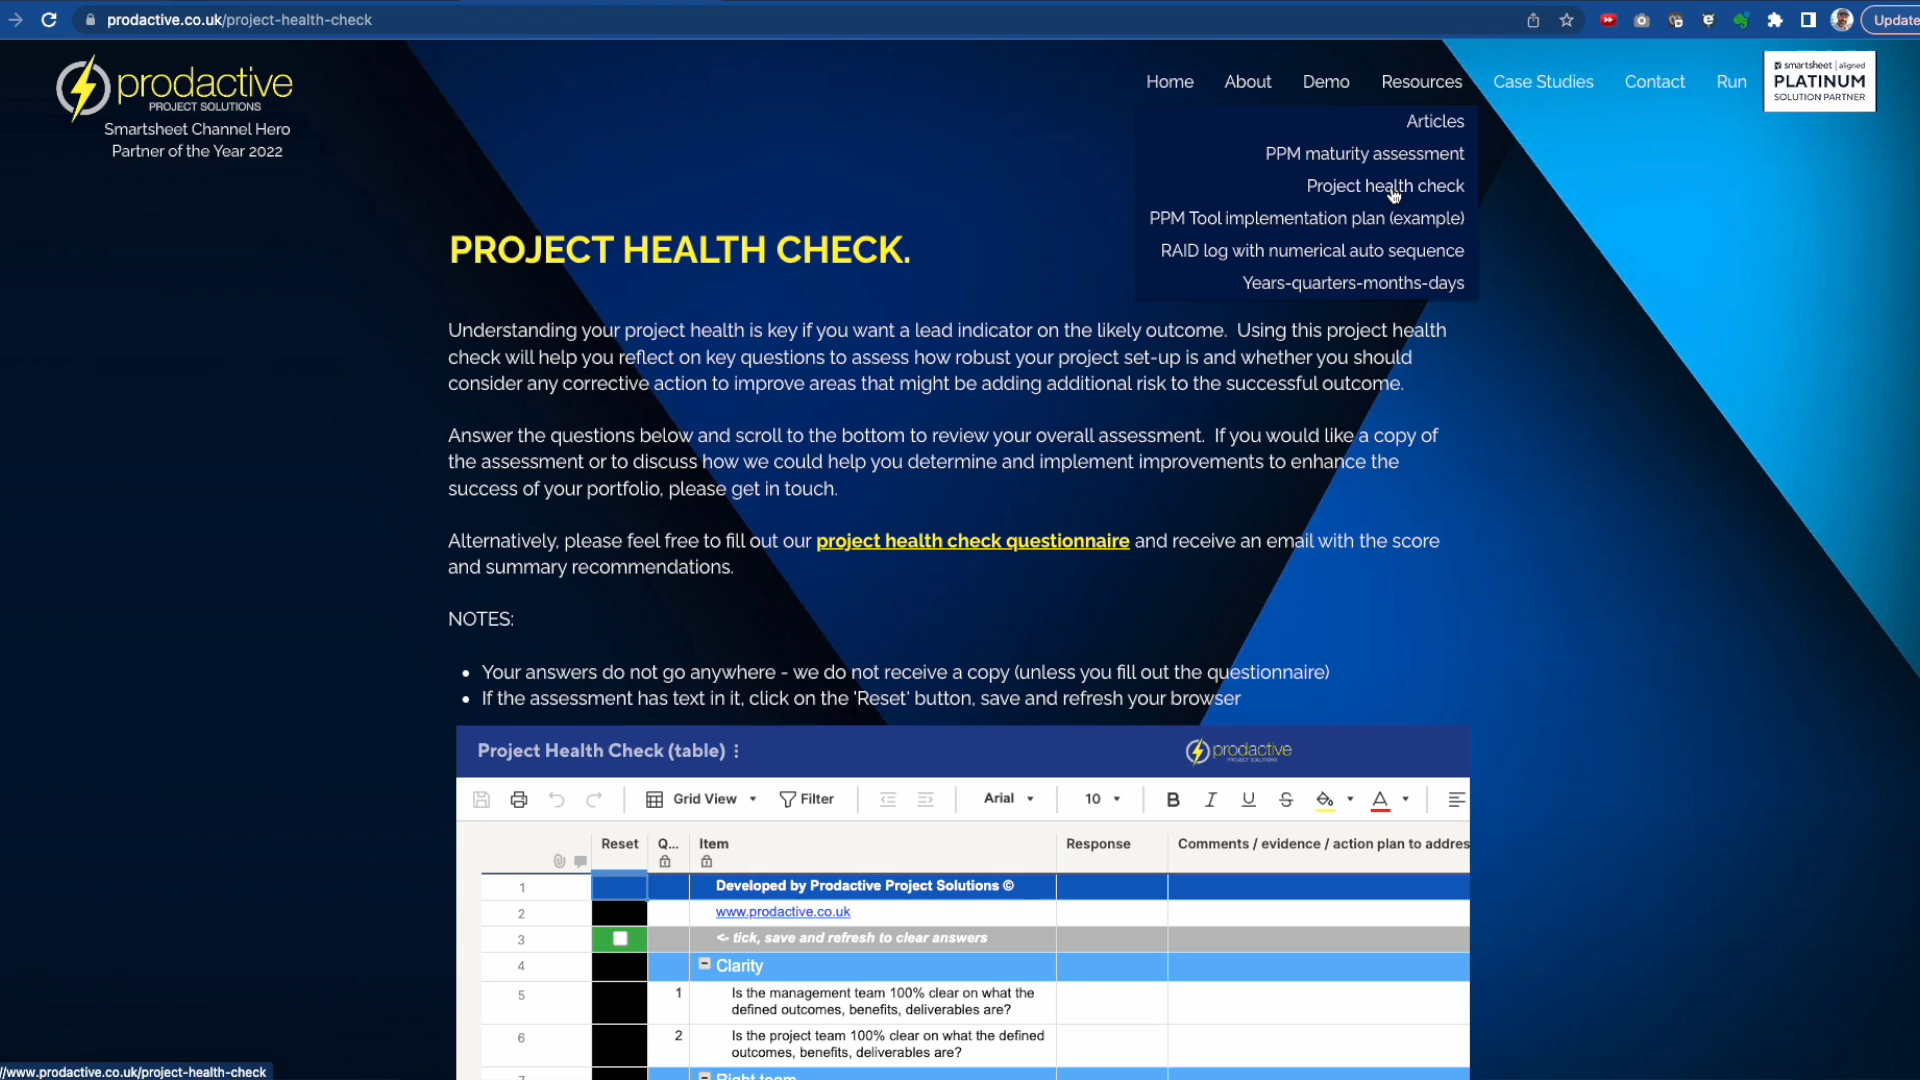 prodactive.co.uk/project-health-check
Update
prodactive
PROJECT SOLUTIONS
Smartsheet Channel Hero
Partner of the Year 2022
Home
About
Demo
Resources
Case Studies
Contact
Run
smartsheet | aligned
PLATINUM
SOLUTION PARTNER
Articles
PPM maturity assessment
Project health check
PPM Tool implementation plan (example)
RAID log with numerical auto sequence
Years-quarters-months-days
PROJECT HEALTH CHECK.
Understanding your project health is key if you want a lead indicator on the likely outcome. Using this project health
check will help you reflect on key questions to assess how robust your project set-up is and whether you should
consider any corrective action to improve areas that might be adding additional risk to the successful outcome.
Answer the questions below and scroll to the bottom to review your overall assessment. If you would like a copy of
the assessment or to discuss how we could help you determine and implement improvements to enhance the
success of your portfolio, please get in touch.
Alternatively, please feel free to fill out our project health check questionnaire and receive an email with the score
and summary recommendations.
NOTES:
• Your answers do not go anywhere - we do not receive a copy (unless you fill out the questionnaire)
• If the assessment has text in it, click on the 'Reset' button, save and refresh your browser
Project Health Check (table)
prodactive
PROJECT SOLUTIONS
Grid View
Filter
Arial
10
B I U S A
Reset
Q...
Item
Response
Comments / evidence / action plan to addres
1 Developed by Prodactive Project Solutions ©
2 www.prodactive.co.uk
3 <- tick, save and refresh to clear answers
4 Clarity
5 1 Is the management team 100% clear on what the
defined outcomes, benefits, deliverables are?
6 2 Is the project team 100% clear on what the defined
outcomes, benefits, deliverables are?
7 Right team
//www.prodactive.co.uk/project-health-check